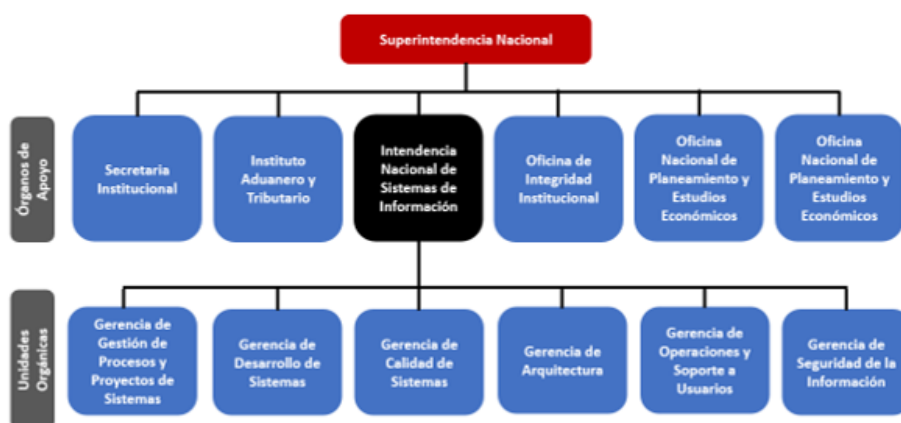 Superintendencia Nacional
Órganos de
Apoyo
Secretaria
Institucional
Instituto
Aduanero y
Tributario
Intendencia
Nacional de
Sistemas de
Información
Oficina de
Integridad
Institucional
Oficina
Nacional de
Planeamiento y
Estudios
Económicos
Oficina
Nacional de
Planeamiento y
Estudios
Económicos
Unidades
Orgánicas
Gerencia de
Gestión de
Procesos y
Proyectos de
Sistemas
Gerencia de
Desarrollo de
Sistemas
Gerencia de
Calidad de
Sistemas
Gerencia de
Arquitectura
Gerencia de
Operaciones y
Soporte a
Usuarios
Gerencia de
Seguridad de la
Información